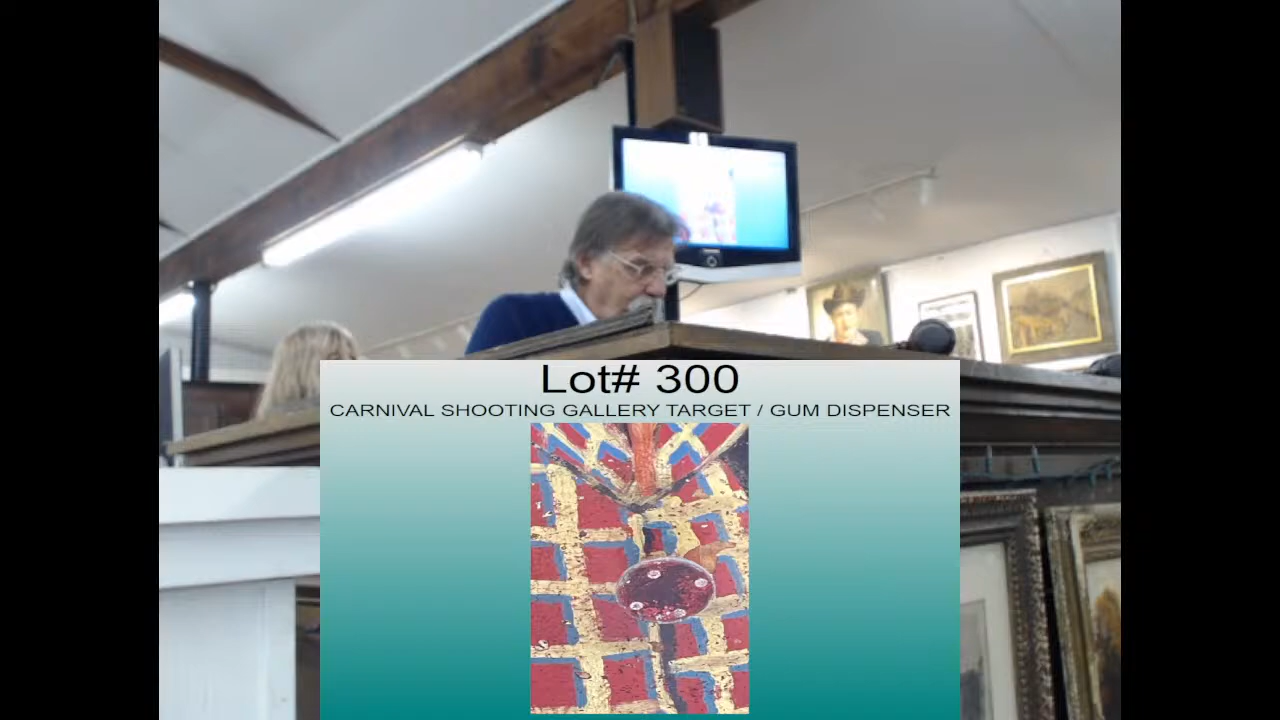 Lot# 300
CARNIVAL SHOOTING GALLERY TARGET / GUM DISPENSER